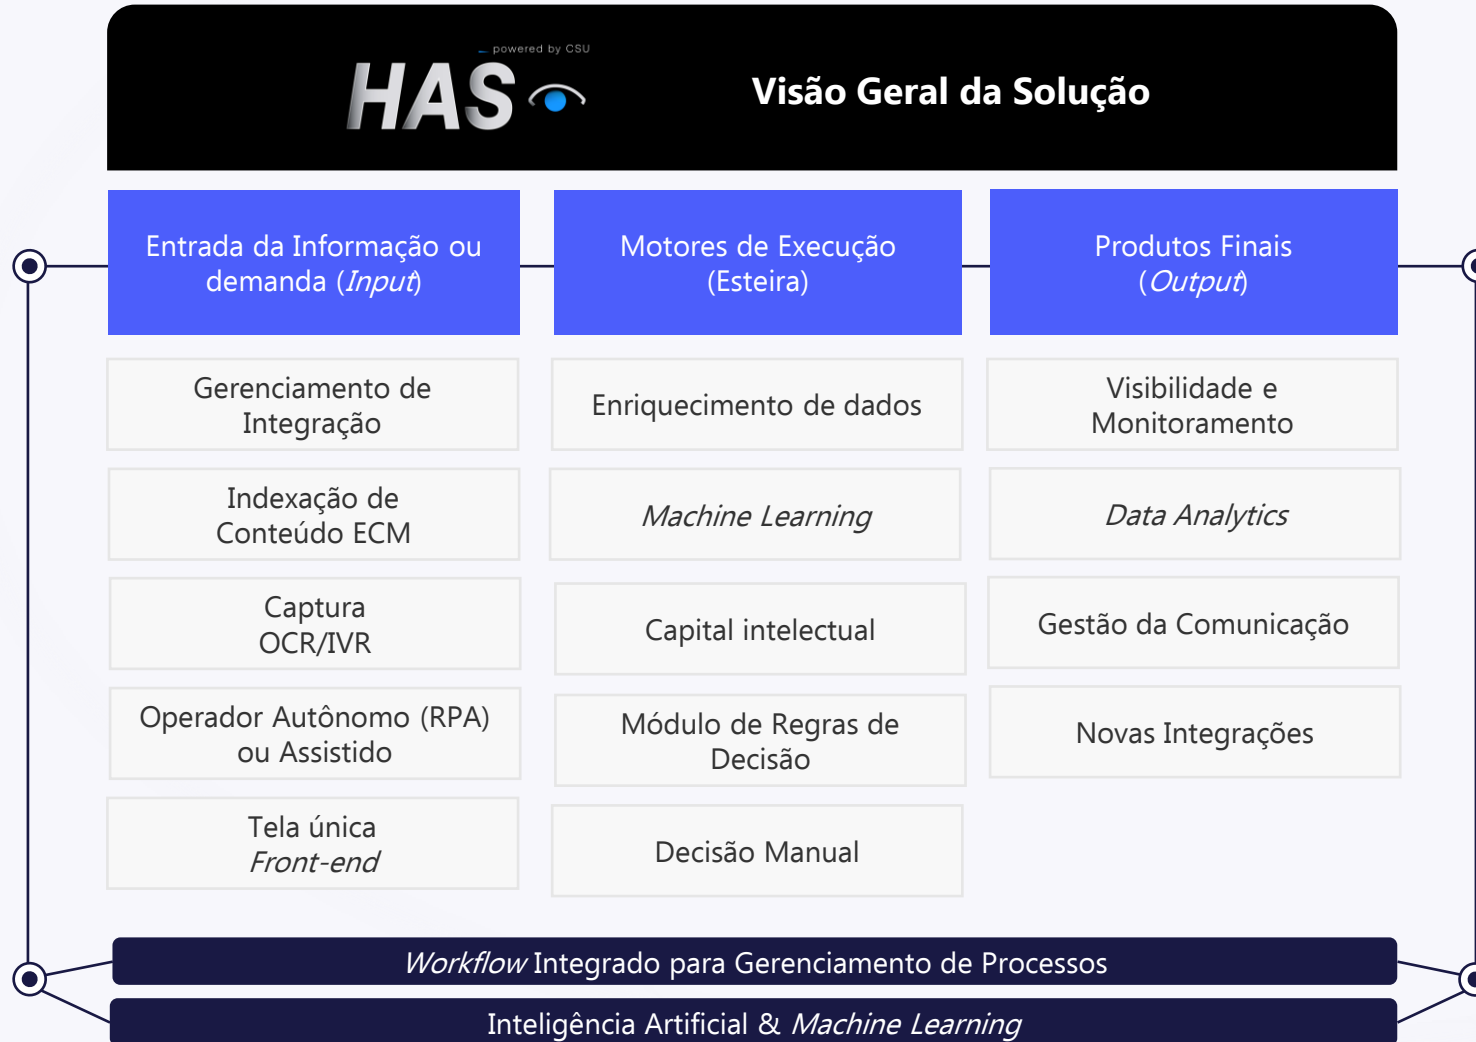 powered by CSU
HAS
Visão Geral da Solução
Entrada da Informação ou
demanda (Input)
Motores de Execução
(Esteira)
Produtos Finais
(Output)
Gerenciamento de
Integração
Indexação de
Conteúdo ECM
Captura
OCR/IVR
Operador Autônomo (RPA)
ou Assistido
Tela única
Front-end
Enriquecimento de dados
Machine Learning
Capital intelectual
Módulo de Regras de
Decisão
Decisão Manual
Visibilidade e
Monitoramento
Data Analytics
Gestão da Comunicação
Novas Integrações
Workflow Integrado para Gerenciamento de Processos
Inteligência Artificial & Machine Learning